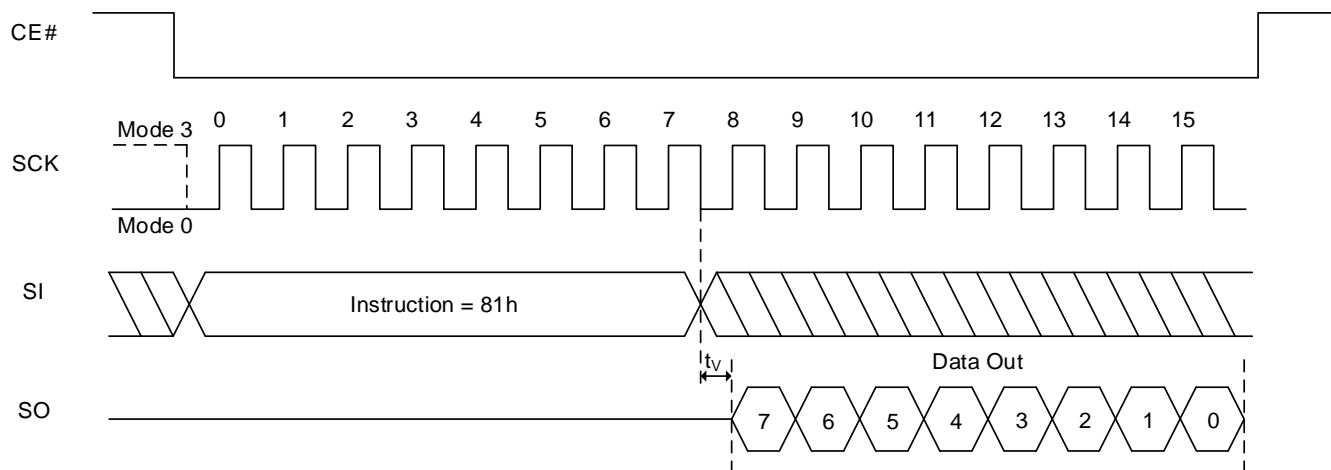 CE#
0 1 2 3 4 5 6 7 8 9 10 11 12 13 14 15
Mode 3
SCK
Mode 0
SI
Instruction = 81h
tV
Data Out
SO
7 6 5 4 3 2 1 0